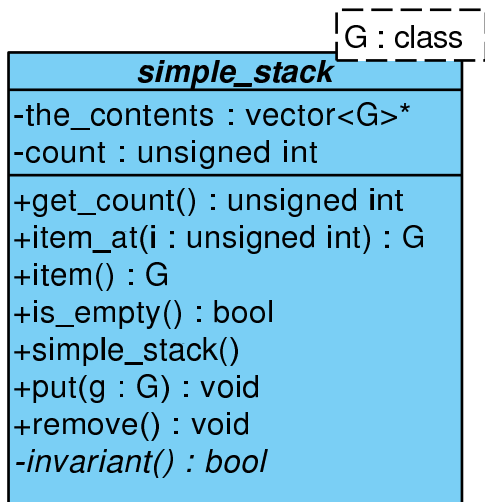 G : class
simple_stack
-the_contents : vector<G>*
-count : unsigned int
+get_count() : unsigned int
+item_at(i : unsigned int) : G
+item() : G
+is_empty() : bool
+simple_stack()
+put(g : G) : void
+remove() : void
-invariant() : bool